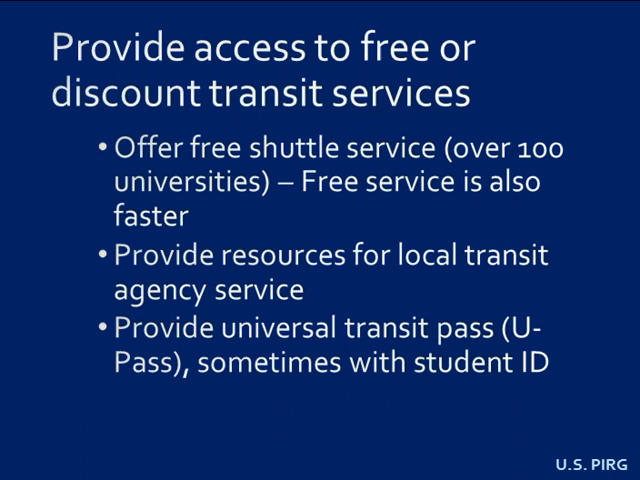 Provide access to free or
discount transit services
• Offer free shuttle service (over 100
universities) – Free service is also
faster
• Provide resources for local transit
agency service
• Provide universal transit pass (U-
Pass), sometimes with student ID
U.S. PIRG